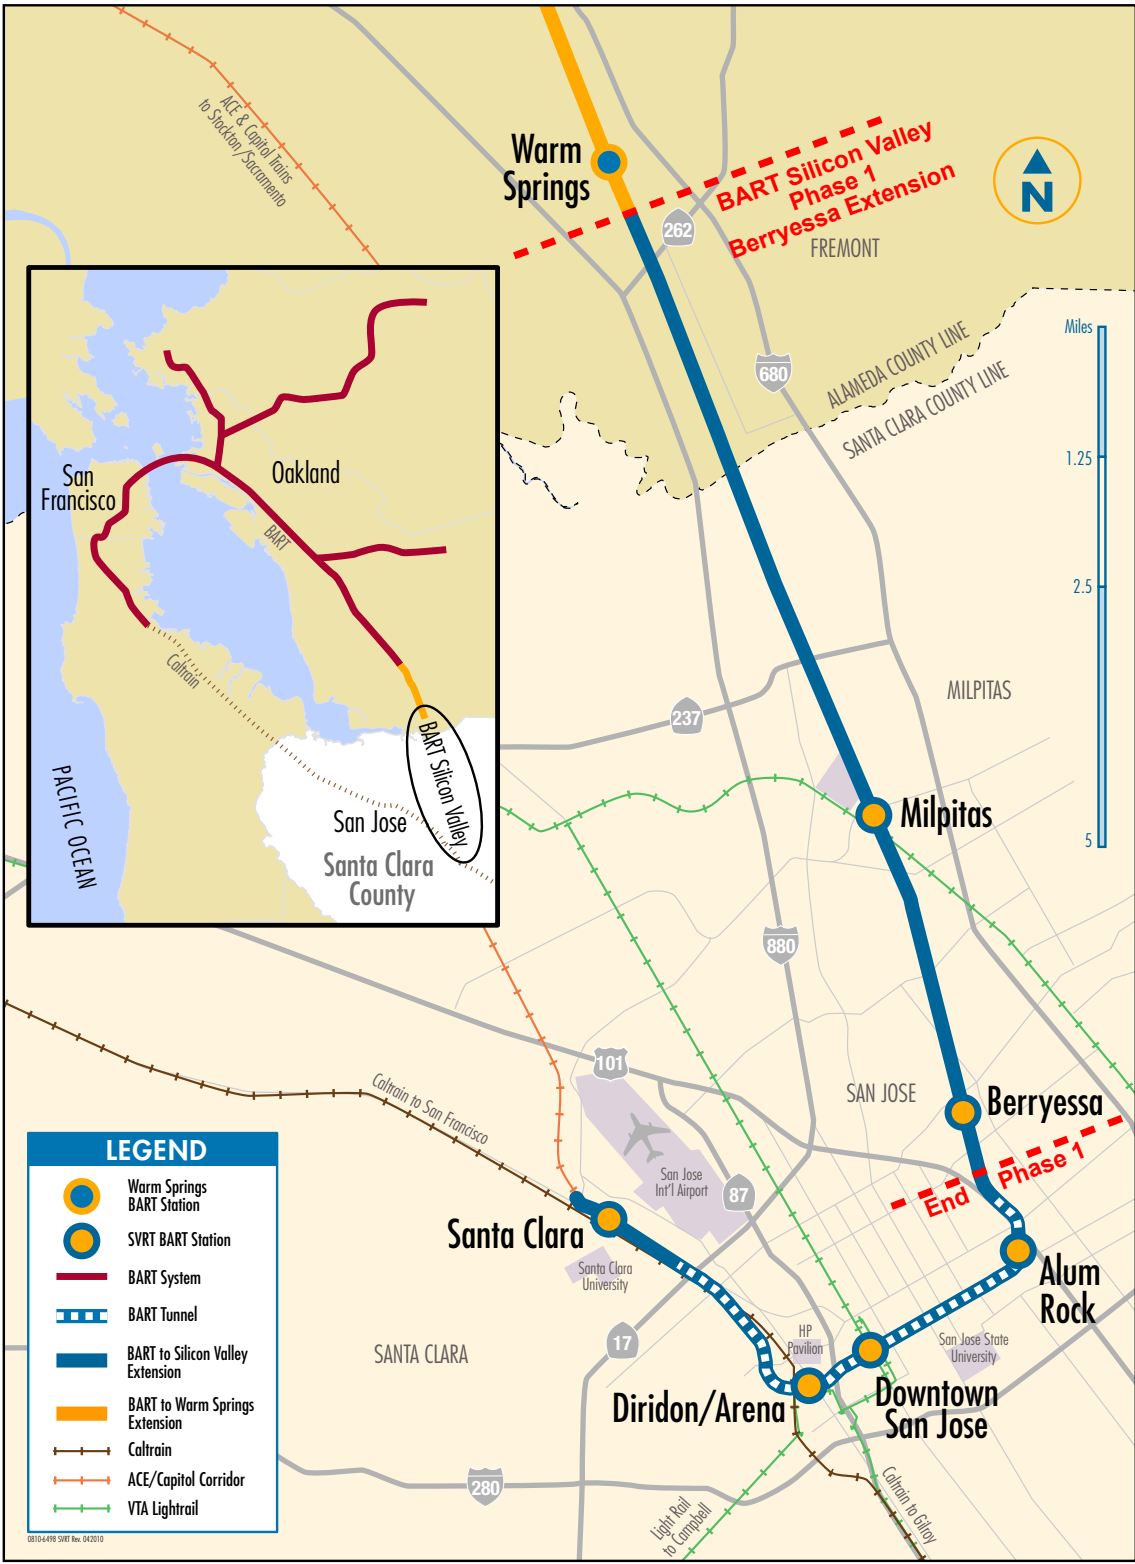 ACE & Capitol Trains
to Stockton/Sacramento
Warm
Springs
BART Silicon Valley
Phase 1
Berryessa Extension
N
262
FREMONT
Miles
680
ALAMEDA COUNTY LINE
SANTA CLARA COUNTY LINE
1.25
2.5
5
San
Francisco
Oakland
BART
Caltrain
PACIFIC OCEAN
BART Silicon Valley
San Jose
Santa Clara
County
237
MILPITAS
Milpitas
880
101
Caltrain to San Francisco
SAN JOSE
Berryessa
End Phase 1
San Jose
Int'l Airport
87
Santa Clara
Santa Clara
University
Alum
Rock
17
HP
Pavilion
San Jose State
University
SANTA CLARA
Diridon/Arena
Downtown
San Jose
280
Light Rail
to Campbell
Caltrain to Gilroy
LEGEND
Warm Springs
BART Station
SVRT BART Station
BART System
BART Tunnel
BART to Silicon Valley
Extension
BART to Warm Springs
Extension
Caltrain
ACE/Capitol Corridor
VTA Lightrail
0810-6498 SVRT Rev. 042010